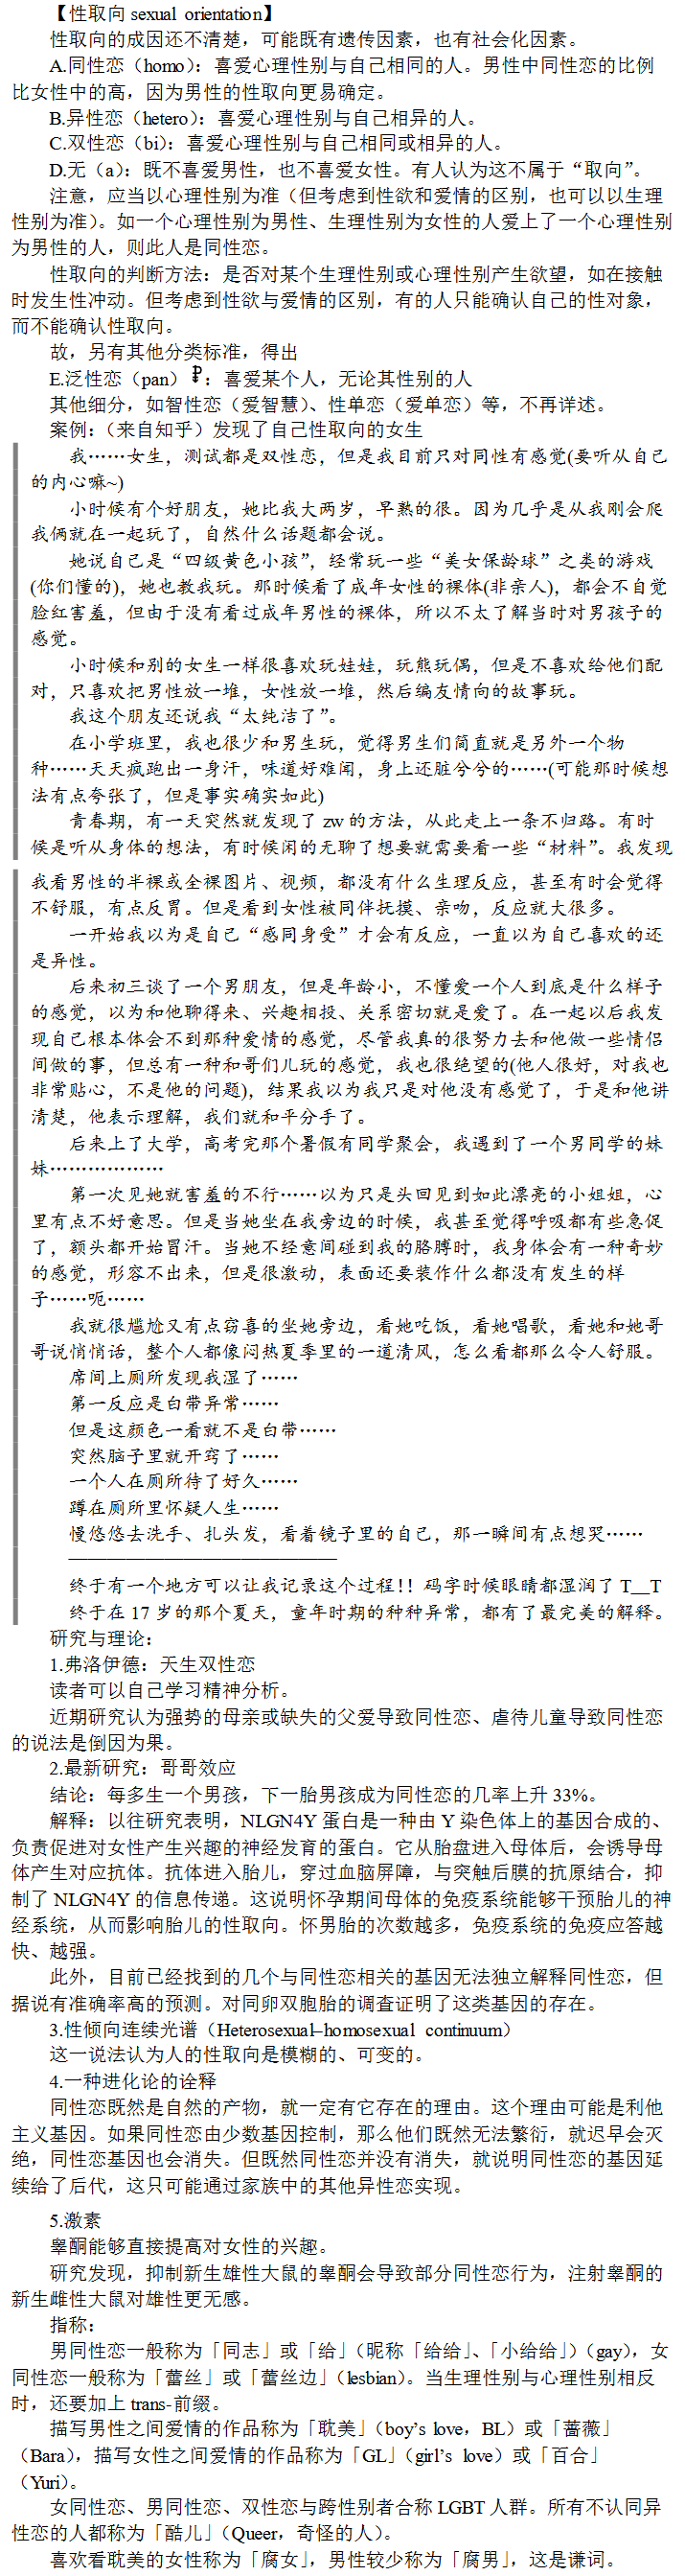 【性取向 sexual orientation】
性取向的成因还不清楚，可能既有遗传因素，也有社会化因素。
A.同性恋（homo）：喜爱心理性别与自己相同的人。男性中同性恋的比例
比女性中的高，因为男性的性取向更易确定。
B.异性恋（hetero）：喜爱心理性别与自己相异的人。
C.双性恋（bi）：喜爱心理性别与自己相同或相异的人。
D.无（a）：既不喜爱男性，也不喜爱女性。有人认为这不属于“取向”。
注意，应当以心理性别为准（但考虑到性欲和爱情的区别，也可以以生理
性别为准）。如一个心理性别为男性、生理性别为女性的人爱上了一个心理性别
为男性的人，则此人是同性恋。
性取向的判断方法：是否对某个生理性别或心理性别产生欲望，如在接触
时发生性冲动。但考虑到性欲与爱情的区别，有的人只能确认自己的性对象，
而不能确认性取向。
故，另有其他分类标准，得出
E.泛性恋（pan）：喜爱某个人，无论其性别的人
其他细分，如智性恋（爱智慧）、性单恋（爱单恋）等，不再详述。
案例：（来自知乎）发现了自己性取向的女生
我……女生，测试都是双性恋，但是我目前只对同性有感觉(要听从自己
的内心嘛~)
小时候有个好朋友，她比我大两岁，早熟的很。因为几乎是从我刚会爬
我俩就在一起玩了，自然什么话题都会说。
她说自己是“四级黄色小孩”，经常玩一些“美女保龄球”之类的游戏
(你们懂的)，她也教我玩。那时候看了成年女性的裸体(非亲人)，都会不自觉
脸红害羞，但由于没有看过成年男性的裸体，所以不太了解当时对男孩子的
感觉。
小时候和别的女生一样很喜欢玩娃娃，玩熊玩偶，但是不喜欢给他们配
对，只喜欢把男性放一堆，女性放一堆，然后编友情向的故事玩。
我这个朋友还说我“太纯洁了”。
在小学班里，我也很少和男生玩，觉得男生们简直就是另外一个物
种……天天疯跑出一身汗，味道好难闻，身上还脏兮兮的……(可能那时候想
法有点夸张了，但是事实确实如此)
青春期，有一天突然就发现了 zw 的方法，从此走上一条不归路。有时
候是听从身体的想法，有时候闲的无聊了想要就需要看一些“材料”。我发现
我看男性的半裸或全裸图片、视频，都没有什么生理反应，甚至有时会觉得
不舒服，有点反胃。但是看到女性被同伴抚摸、亲吻，反应就大很多。
一开始我以为是自己“感同身受”才会有反应，一直以为自己喜欢的还
是异性。
后来初三谈了一个男朋友，但是年龄小，不懂爱一个人到底是什么样子
的感觉，以为和他聊得来、兴趣相投、关系密切就是爱了。在一起以后我发
现自己根本体会不到那种爱情的感觉，尽管我真的很努力去和他做一些情侣
间做的事，但总有一种和哥们儿玩的感觉，我也很绝望的(他人很好，对我也
非常贴心，不是他的问题)，结果我以为我只是对他没有感觉了，于是和他讲
清楚，他表示理解，我们就和平分手了。
后来上了大学，高考完那个暑假有同学聚会，我遇到了一个男同学的妹
妹………………
第一次见她就害羞的不行……以为只是头回见到如此漂亮的小姐姐，心
里有点不好意思。但是当她坐在我旁边的时候，我甚至觉得呼吸都有些急促
了，额头都开始冒汗。当她不经意间碰到我的胳膊时，我身体会有一种奇妙
的感觉，形容不出来，但是很激动，表面还要装作什么都没有发生的样
子……呃……
我就很尴尬又有点窃喜的坐她旁边，看她吃饭，看她唱歌，看她和她哥
哥说悄悄话，整个人都像闷热夏季里的一道清风，怎么看都那么令人舒服。
席间上厕所发现我湿了……
第一反应是白带异常……
但是这颜色一看就不是白带……
突然脑子里就开窍了……
一个人在厕所待了好久……
蹲在厕所里怀疑人生……
慢悠悠去洗手、扎头发，看着镜子里的自己，那一瞬间有点想哭……
——————————————
终于有一个地方可以让我记录这个过程!！码字时候眼睛都湿润了 T__T
终于在 17 岁的那个夏天，童年时期的种种异常，都有了最完美的解释。
研究与理论：
1.弗洛伊德：天生双性恋
读者可以自己学习精神分析。
近期研究认为强势的母亲或缺失的父爱导致同性恋、虐待儿童导致同性恋
的说法是倒因为果。
2.最新研究：哥哥效应
结论：每多生一个男孩，下一胎男孩成为同性恋的几率上升 33%。
解释：以往研究表明，NLGN4Y 蛋白是一种由 Y 染色体上的基因合成的、
负责促进对女性产生兴趣的神经发育的蛋白。它从胎盘进入母体后，会诱导母
体产生对应抗体。抗体进入胎儿，穿过血脑屏障，与突触后膜的抗原结合，抑
制了 NLGN4Y 的信息传递。这说明怀孕期间母体的免疫系统能够干预胎儿的神
经系统，从而影响胎儿的性取向。怀男胎的次数越多，免疫系统的免疫应答越
快、越强。
此外，目前已经找到的几个与同性恋相关的基因无法独立解释同性恋，但
据说有准确率高的预测。对同卵双胞胎的调查证明了这类基因的存在。
3.性倾向连续光谱（Heterosexual–homosexual continuum）
这一说法认为人的性取向是模糊的、可变的。
4.一种进化论的诠释
同性恋既然是自然的产物，就一定有它存在的理由。这个理由可能是利他
主义基因。如果同性恋由少数基因控制，那么他们既然无法繁衍，就迟早会灭
绝，同性恋基因也会消失。但既然同性恋并没有消失，就说明同性恋的基因延
续给了后代，这只可能通过家族中的其他异性恋实现。
5.激素
睾酮能够直接提高对女性的兴趣。
研究发现，抑制新生雄性大鼠的睾酮会导致部分同性恋行为，注射睾酮的
新生雌性大鼠对雄性更无感。
指称：
男同性恋一般称为「同志」或「给」（昵称「给给」、「小给给」）（gay），女
同性恋一般称为「蕾丝」或「蕾丝边」（lesbian）。当生理性别与心理性别相反
时，还要加上 trans-前缀。
描写男性之间爱情的作品称为「耽美」（boy’s love，BL）或「蔷薇」
（Bara），描写女性之间爱情的作品称为「GL」（girl’s love）或「百合」
（Yuri）。
女同性恋、男同性恋、双性恋与跨性别者合称 LGBT 人群。所有不认同异
性恋的人都称为「酷儿」（Queer，奇怪的人）。
喜欢看耽美的女性称为「腐女」，男性较少称为「腐男」，这是谦词。